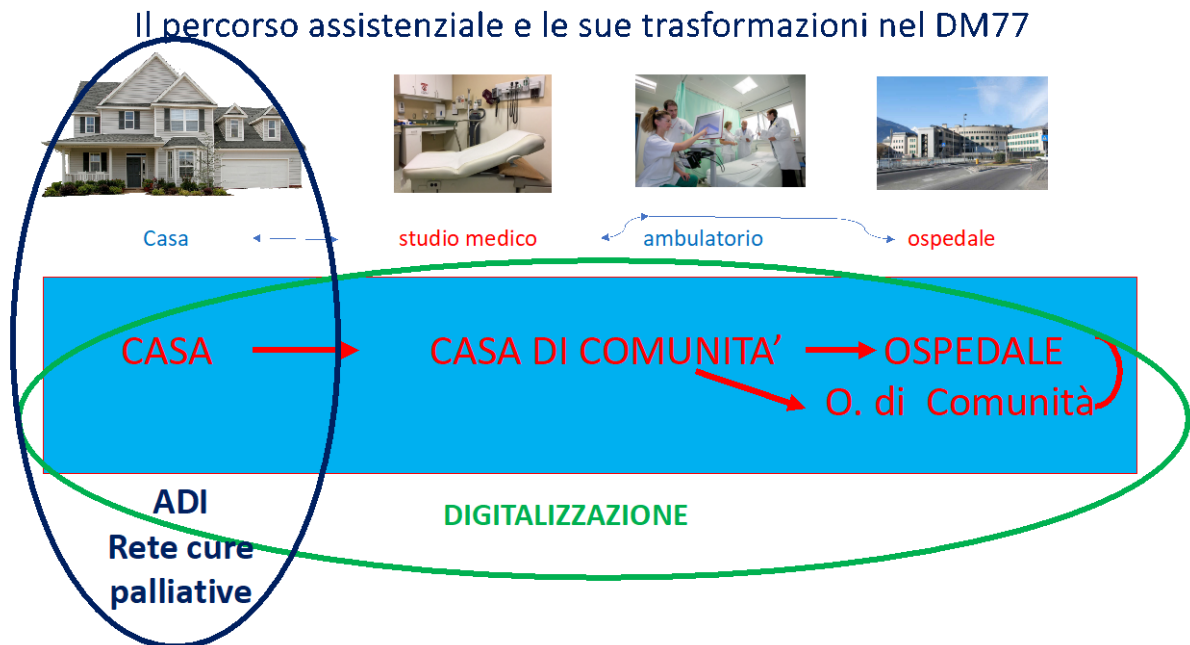 Il percorso assistenziale e le sue trasformazioni nel DM77
Casa studio medico ambulatorio ospedale
CASA CASA DI COMUNITA’ OSPEDALE
O. di Comunità
ADI
Rete cure
palliative
DIGITALIZZAZIONE